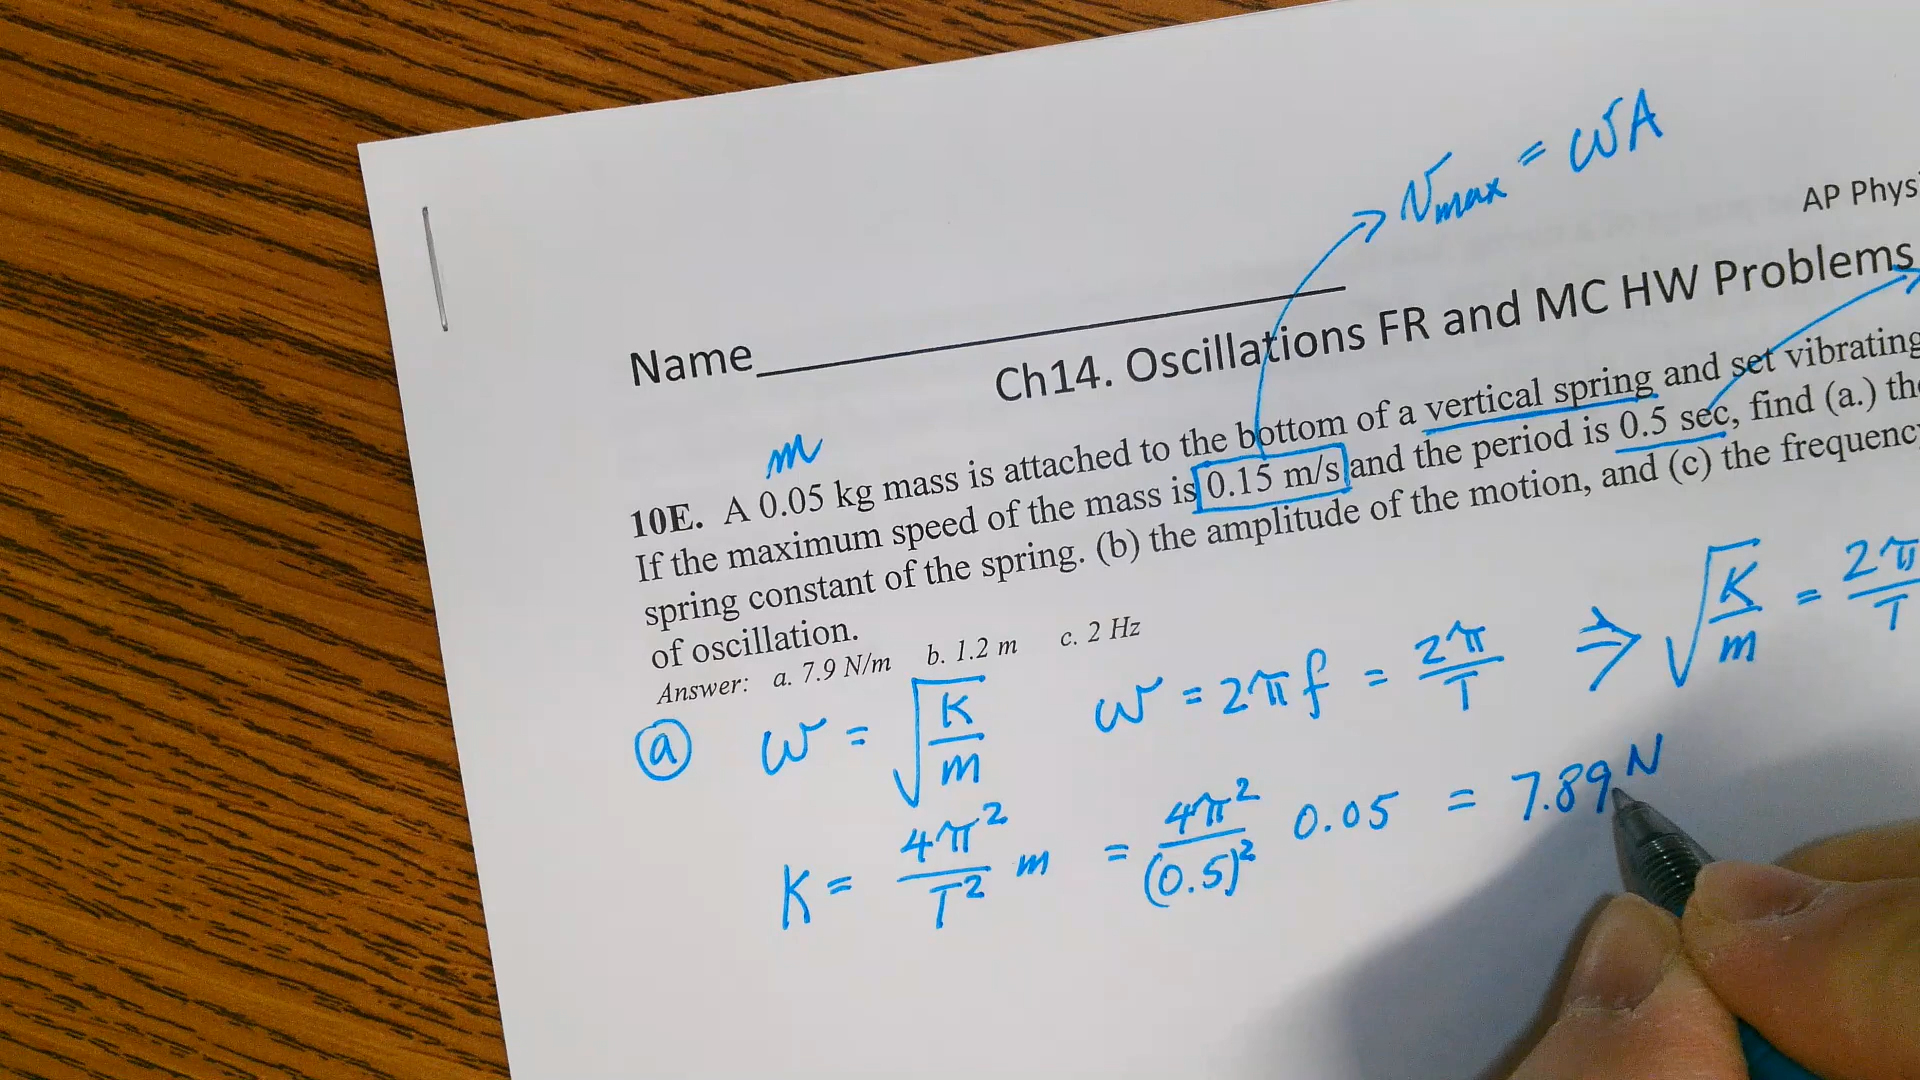 v_max = ωA
AP Physi
Name
Ch14. Oscillations FR and MC HW Problems
m
10E. A 0.05 kg mass is attached to the bottom of a vertical spring and set vibrating
If the maximum speed of the mass is 0.15 m/s and the period is 0.5 sec, find (a.) the
spring constant of the spring. (b) the amplitude of the motion, and (c) the frequency
of oscillation.
Answer: a. 7.9 N/m b. 1.2 m c. 2 Hz
ⓐ ω = √(K/m) ω = 2πf = 2π/T ⇒ √(K/m) = 2π/T
K = 4π²/T² m = 4π²/(0.5)² 0.05 = 7.89 N